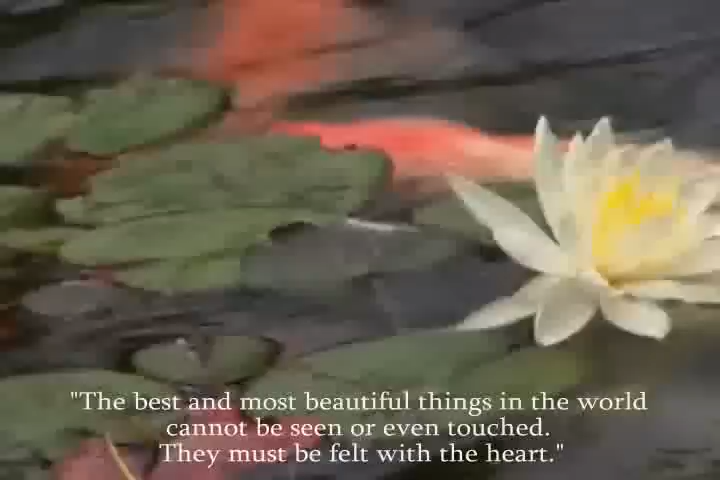 "The best and most beautiful things in the world
cannot be seen or even touched.
They must be felt with the heart."